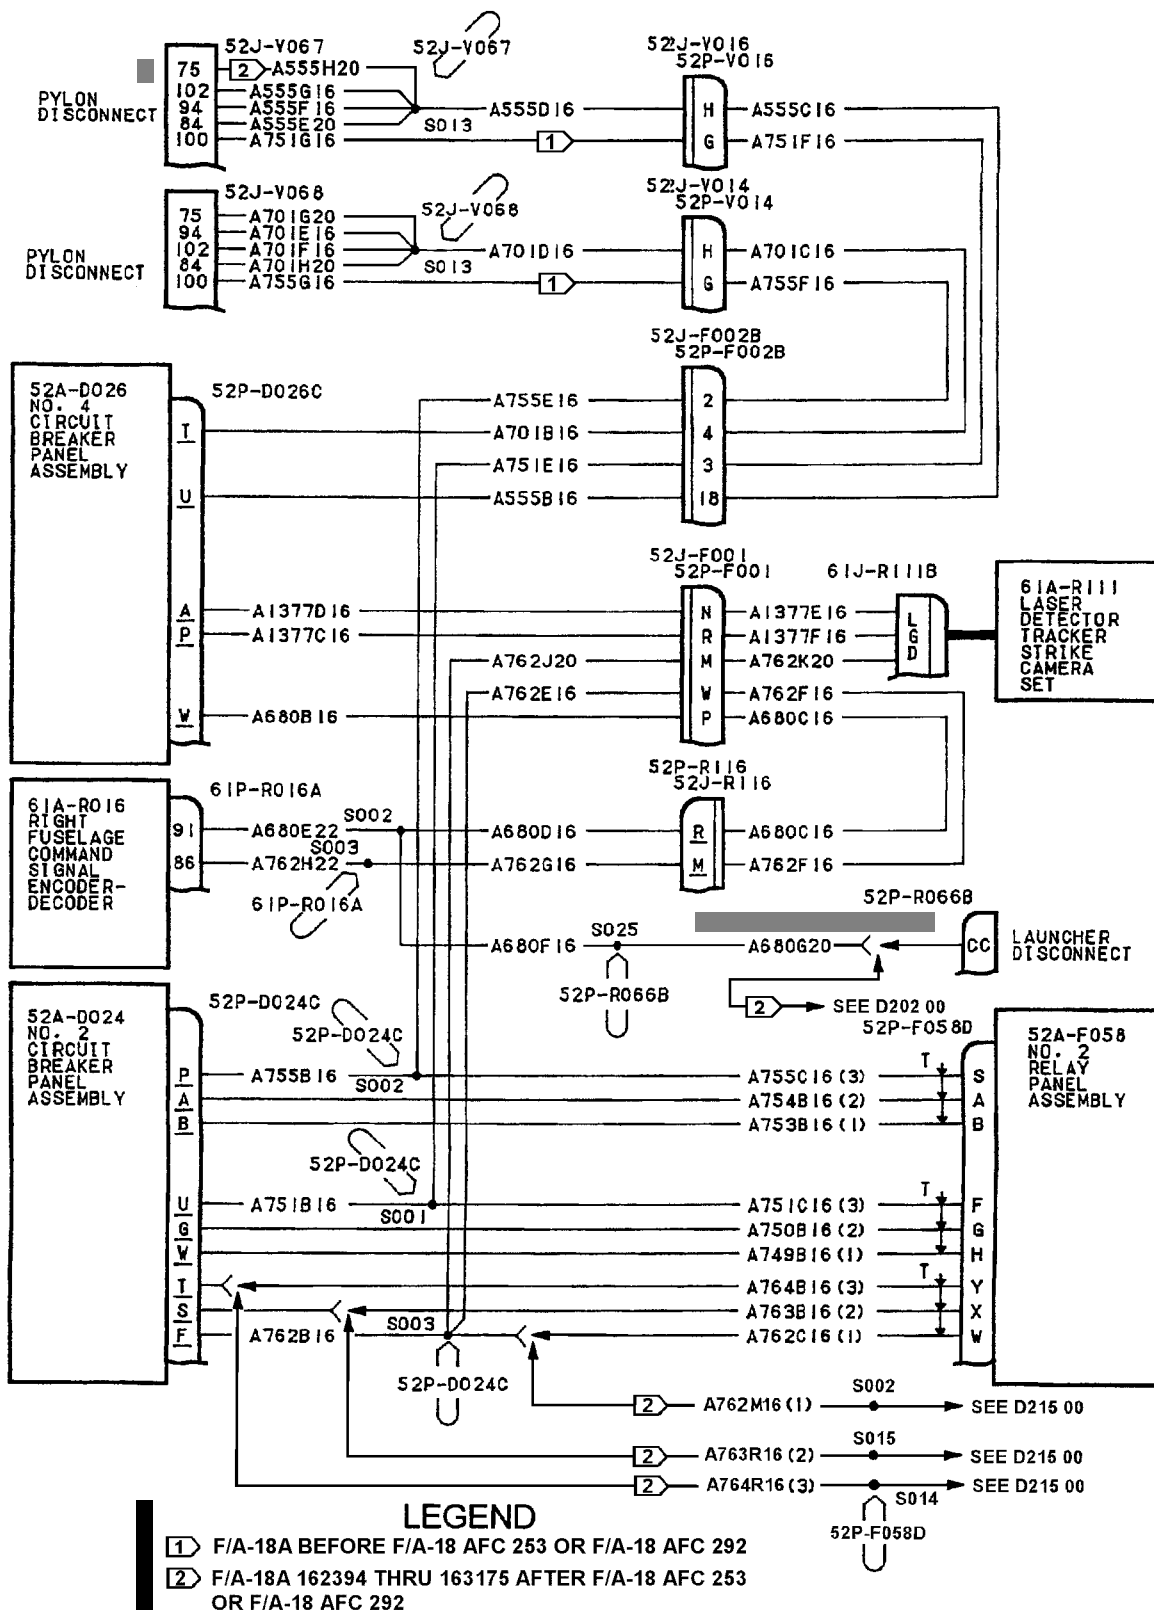 52J-V067
52J-V067
52J-V016
52P-V016
PYLON
DISCONNECT
75
2
A555H20
102
A555G16
94
A555F16
84
A555E20
100
A751G16
S013
A555D16
1
H
A555C16
G
A751F16
52J-V068
52J-V068
52J-V014
52P-V014
PYLON
DISCONNECT
75
A701G20
94
A701E16
102
A701F16
84
A701H20
100
A755G16
S013
A701D16
1
H
A701C16
G
A755F16
52J-F002B
52P-F002B
52A-D026
NO. 4
CIRCUIT
BREAKER
PANEL
ASSEMBLY
52P-D026C
A755E16
2
T
A701B16
4
A751E16
3
U
A555B16
18
52J-F001
52P-F001
61J-R111B
61A-R111
LASER
DETECTOR
TRACKER
STRIKE
CAMERA
SET
A
A1377D16
N
A1377E16
L
P
A1377C16
R
A1377F16
G
A762J20
M
A762K20
D
A762E16
W
A762F16
W
A680B16
P
A680C16
52P-R116
52J-R116
61A-R016
RIGHT
FUSELAGE
COMMAND
SIGNAL
ENCODER-
DECODER
61P-R016A
91
A680E22
S002
A680D16
R
A680C16
86
A762H22
S003
A762G16
M
A762F16
61P-R016A
52P-R066B
A680F16
S025
A680G20
CC
LAUNCHER
DISCONNECT
52P-R066B
2
SEE D202 00
52A-D024
NO. 2
CIRCUIT
BREAKER
PANEL
ASSEMBLY
52P-D024C
52P-D024C
52P-F058D
52A-F058
NO. 2
RELAY
PANEL
ASSEMBLY
P
A755B16
S002
A755C16(3)
T
S
A
A754B16(2)
A
B
A753B16(1)
B
52P-D024C
U
A751B16
S001
A751C16(3)
T
F
G
A750B16(2)
G
W
A749B16(1)
H
T
A764B16(3)
T
Y
S
A763B16(2)
X
F
A762B16
S003
A762C16(1)
W
52P-D024C
2
A762M16(1)
S002
SEE D215 00
2
A763R16(2)
S015
SEE D215 00
2
A764R16(3)
S014
SEE D215 00
52P-F058D
LEGEND
1 F/A-18A BEFORE F/A-18 AFC 253 OR F/A-18 AFC 292
2 F/A-18A 162394 THRU 163175 AFTER F/A-18 AFC 253
OR F/A-18 AFC 292